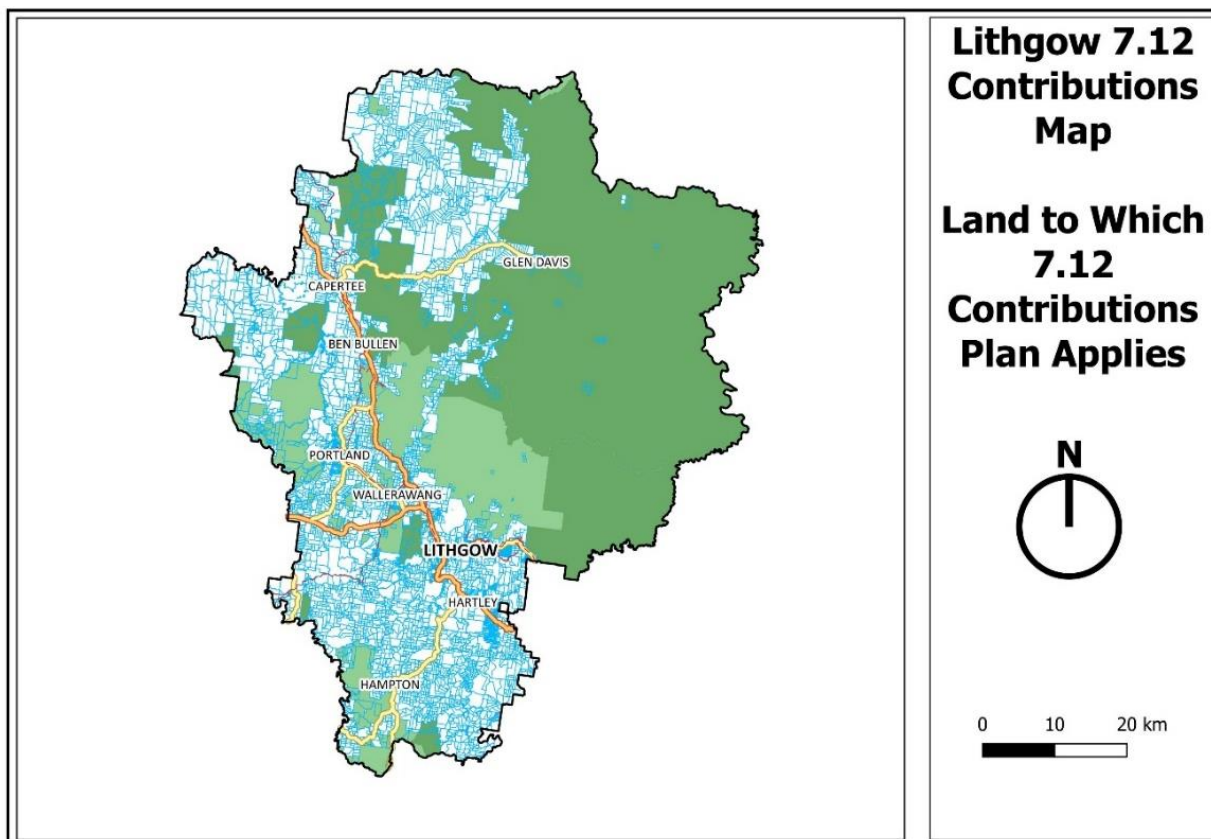 Lithgow 7.12
Contributions
Map
Land to Which
7.12
Contributions
Plan Applies
N
0 10 20 km
GLEN DAVIS
CAPERTEE
BEN BULLEN
PORTLAND
WALLERAWANG
LITHGOW
HARTLEY
HAMPTON